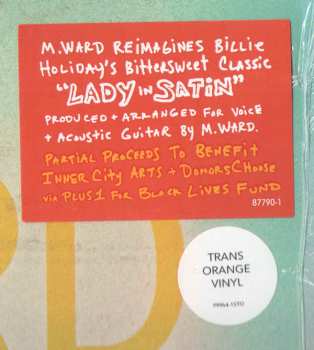 M.WARD REIMAGINES BILLIE
HOLIDAY'S BITTERSWEET CLASSIC
"LADY IN SATIN"
PRODUCED + ARRANGED FOR VOICE
+ ACOUSTIC GUITAR BY M.WARD.
PARTIAL PROCEEDS TO BENEFIT
INNER CITY ARTS + DONORSCHOOSE
VIA PLUS1 FOR BLACK LIVES FUND
87790-1
RD
TRANS
ORANGE
VINYL